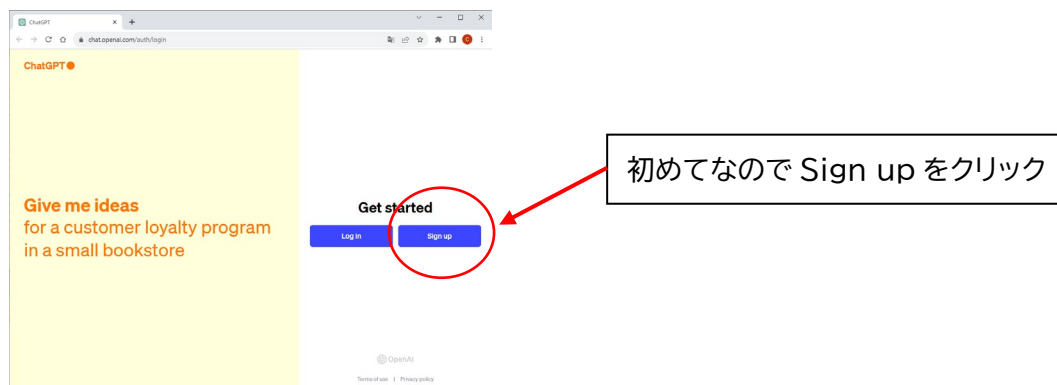 ChatGPT
chat.openai.com/auth/login
ChatGPT
Give me ideas
for a customer loyalty program
in a small bookstore
Get started
Log in
Sign up
初めてなので Sign up をクリック
OpenAI
Terms of use | Privacy policy